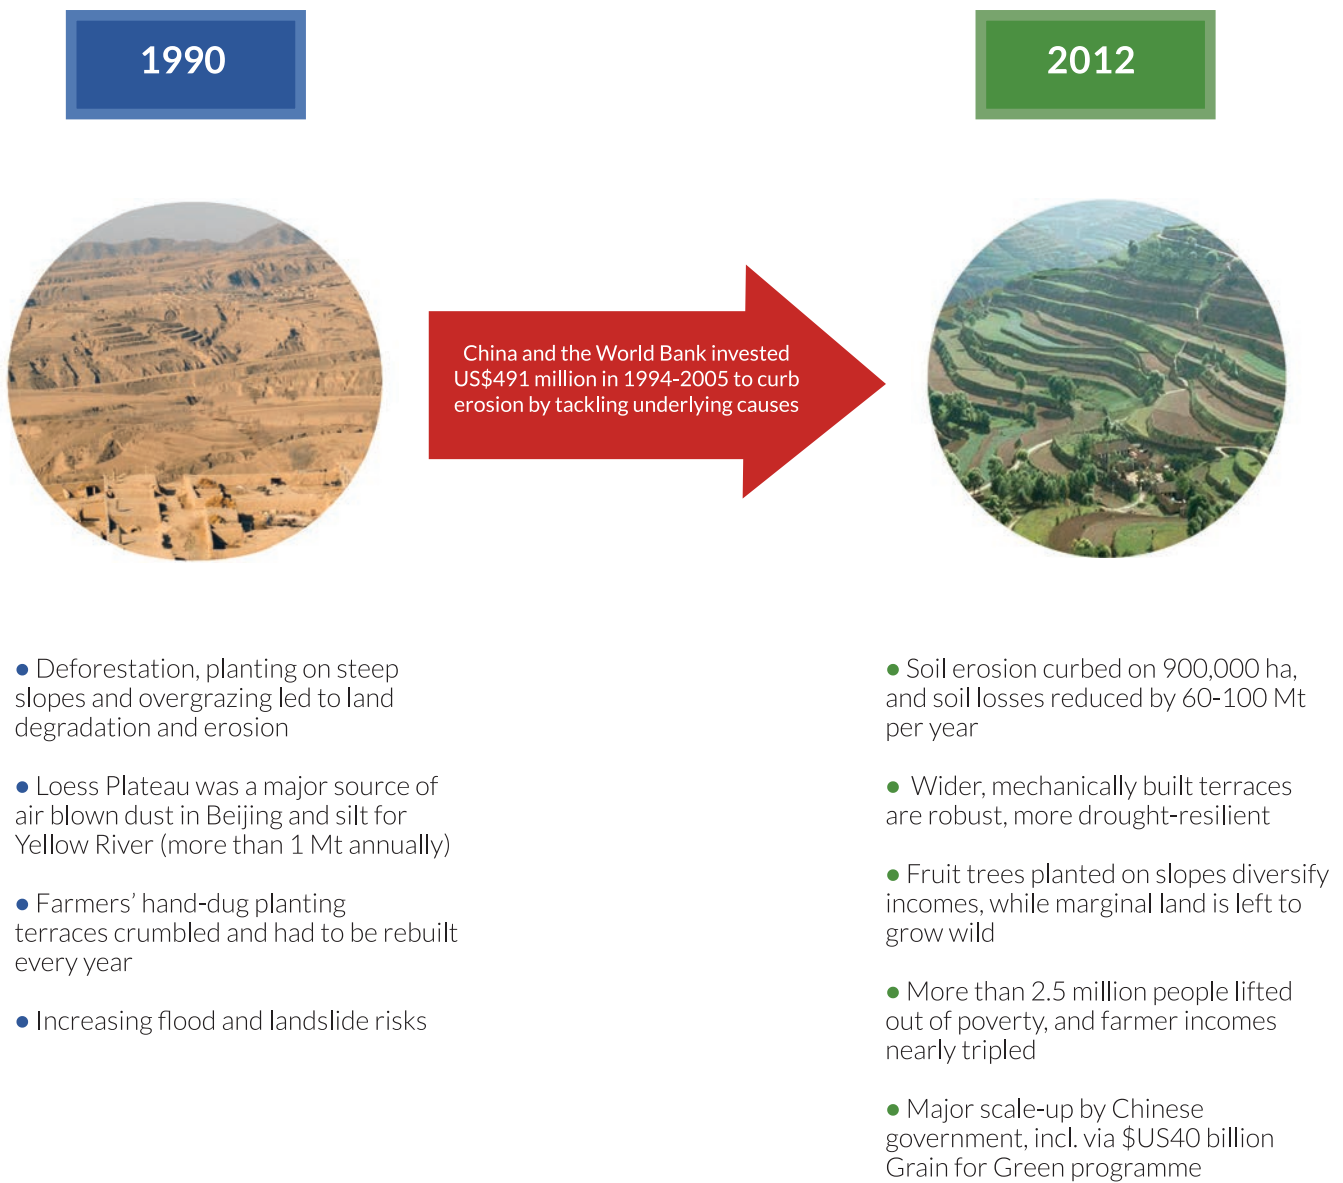 1990
2012
China and the World Bank invested
US$491 million in 1994-2005 to curb
erosion by tackling underlying causes
● Deforestation, planting on steep
slopes and overgrazing led to land
degradation and erosion
● Loess Plateau was a major source of
air blown dust in Beijing and silt for
Yellow River (more than 1 Mt annually)
● Farmers’ hand-dug planting
terraces crumbled and had to be rebuilt
every year
● Increasing flood and landslide risks
● Soil erosion curbed on 900,000 ha,
and soil losses reduced by 60-100 Mt
per year
● Wider, mechanically built terraces
are robust, more drought-resilient
● Fruit trees planted on slopes diversify
incomes, while marginal land is left to
grow wild
● More than 2.5 million people lifted
out of poverty, and farmer incomes
nearly tripled
● Major scale-up by Chinese
government, incl. via $US40 billion
Grain for Green programme